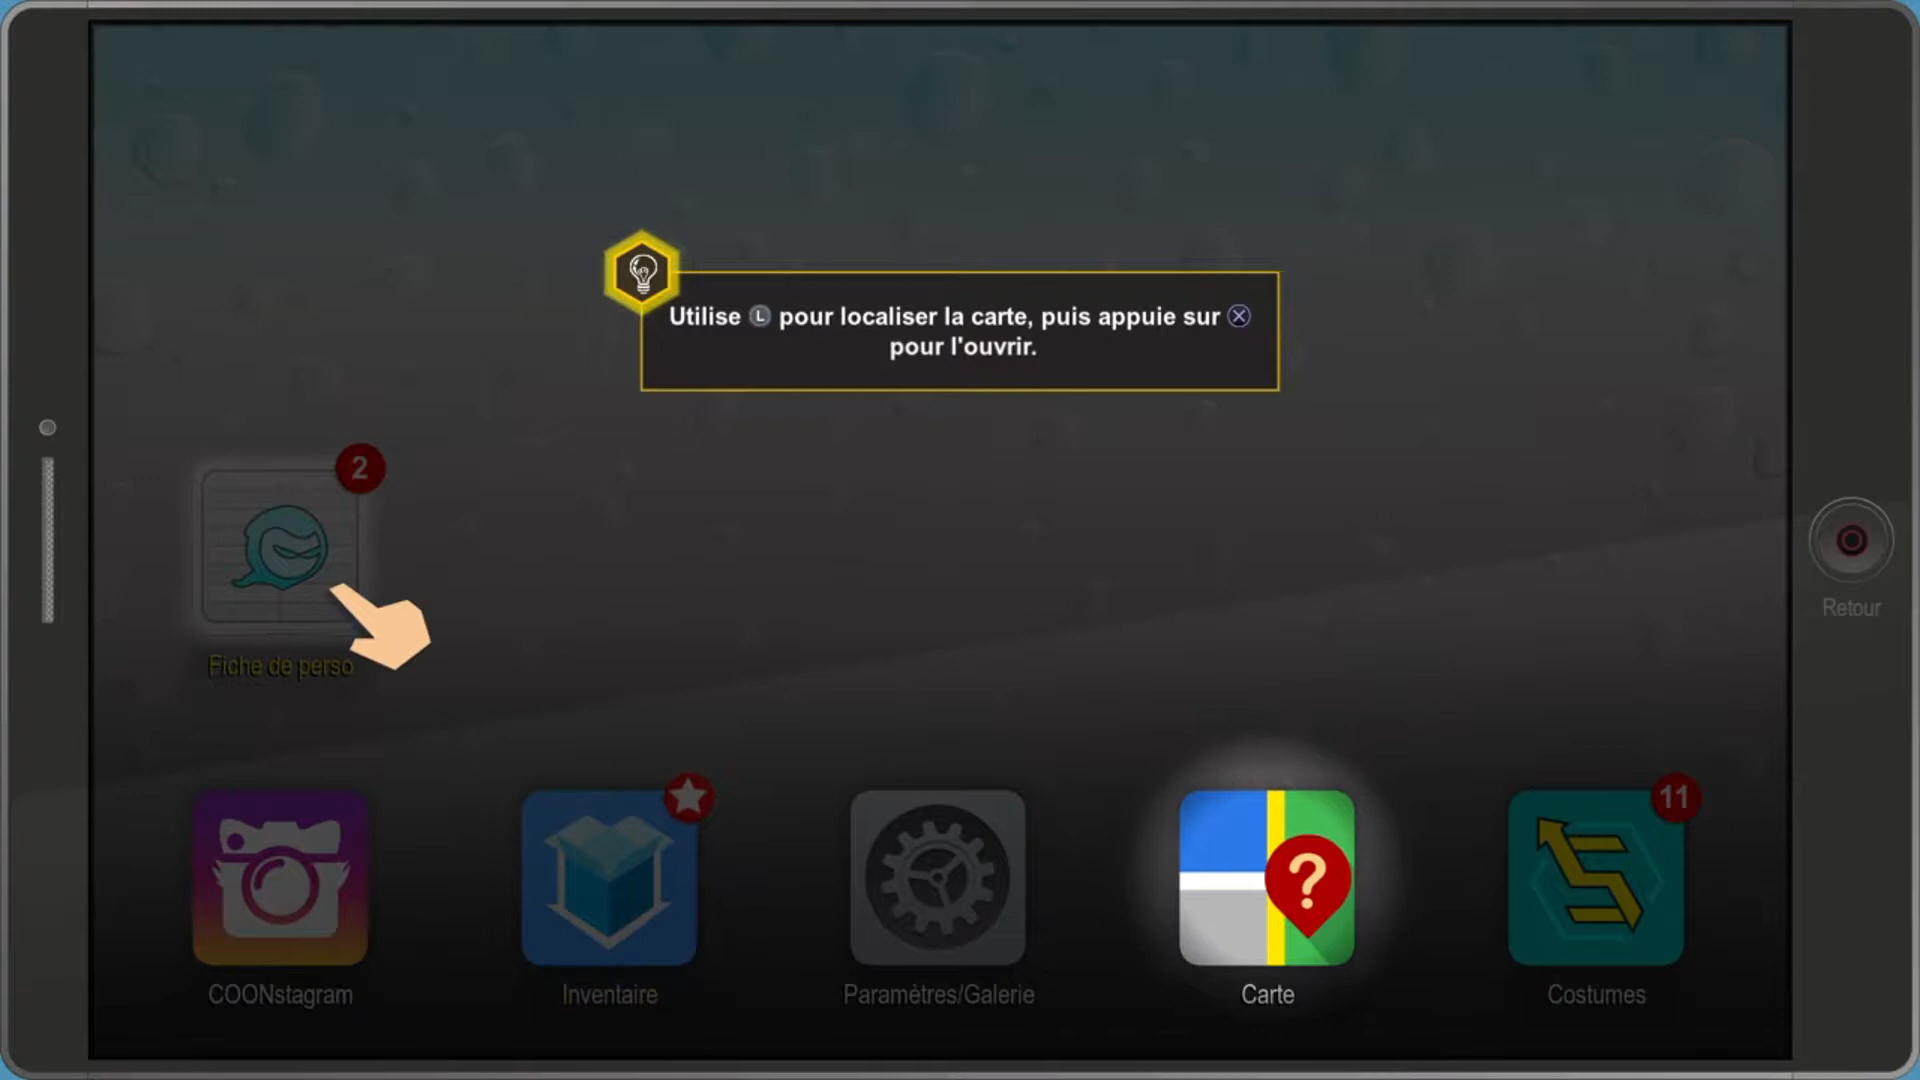 Utilise L pour localiser la carte, puis appuie sur X
pour l'ouvrir.
2
Fiche de perso
Retour
11
COONstagram
Inventaire
Paramètres/Galerie
?
Carte
Costumes